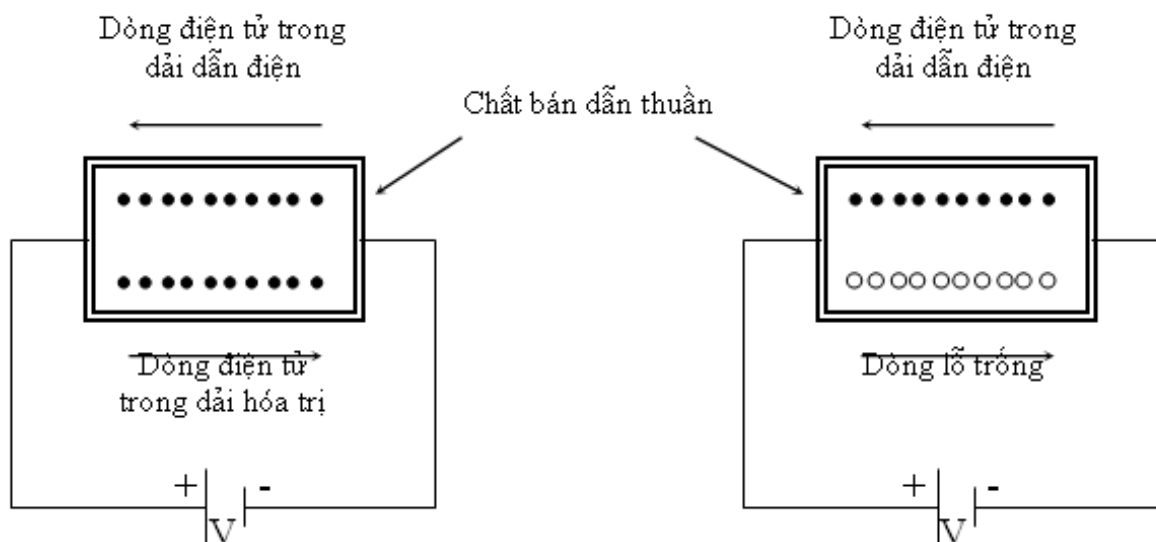 Dòng điện tử trong
dải dẫn điện
Chất bán dẫn thuần
Dòng điện tử trong
dải dẫn điện
Dòng điện tử
trong dải hóa trị
Dòng lỗ trống
+ -
V
+ -
V